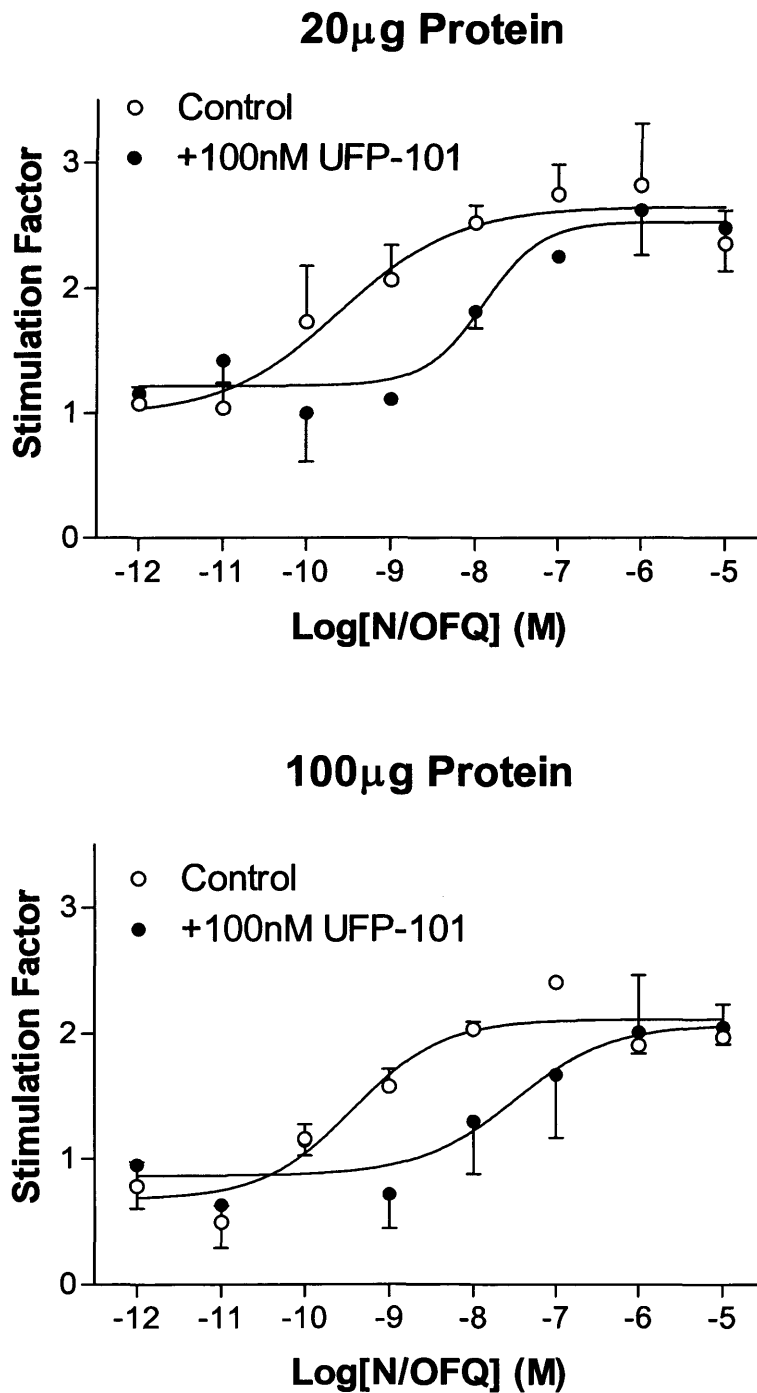 20μg Protein
Control
+100nM UFP-101
Stimulation Factor
3
2
1
0
-12 -11 -10 -9 -8 -7 -6 -5
Log[N/OFQ] (M)
100μg Protein
Control
+100nM UFP-101
Stimulation Factor
3
2
1
0
-12 -11 -10 -9 -8 -7 -6 -5
Log[N/OFQ] (M)